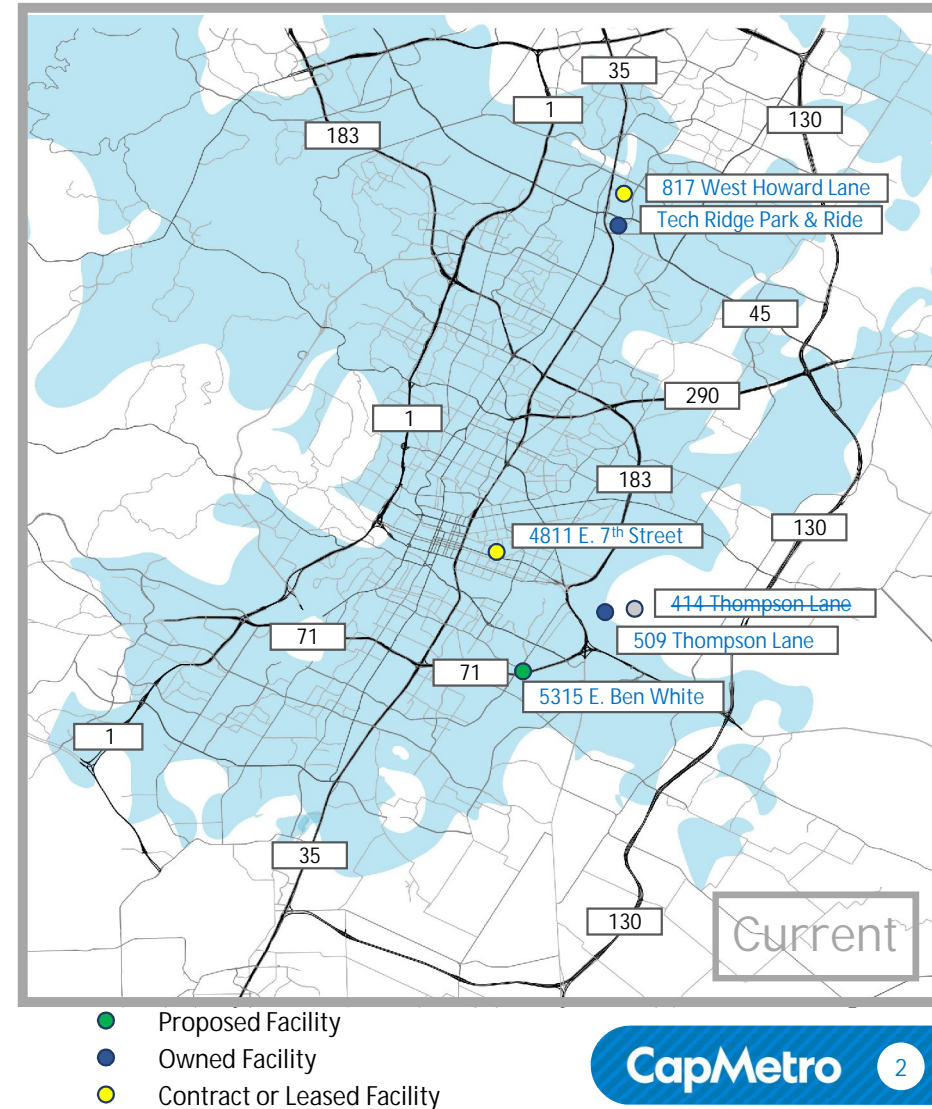 35
1
183
130
817 West Howard Lane
Tech Ridge Park & Ride
45
290
1
183
130
4811 E. 7th Street
414 Thompson Lane
71
509 Thompson Lane
71
5315 E. Ben White
1
35
130
Current
Proposed Facility
Owned Facility
Contract or Leased Facility
CapMetro 2